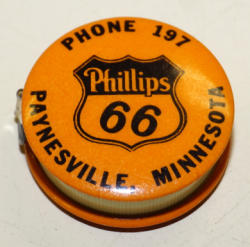 PHONE 197
Phillips
66
PAYNESVILLE, MINNESOTA